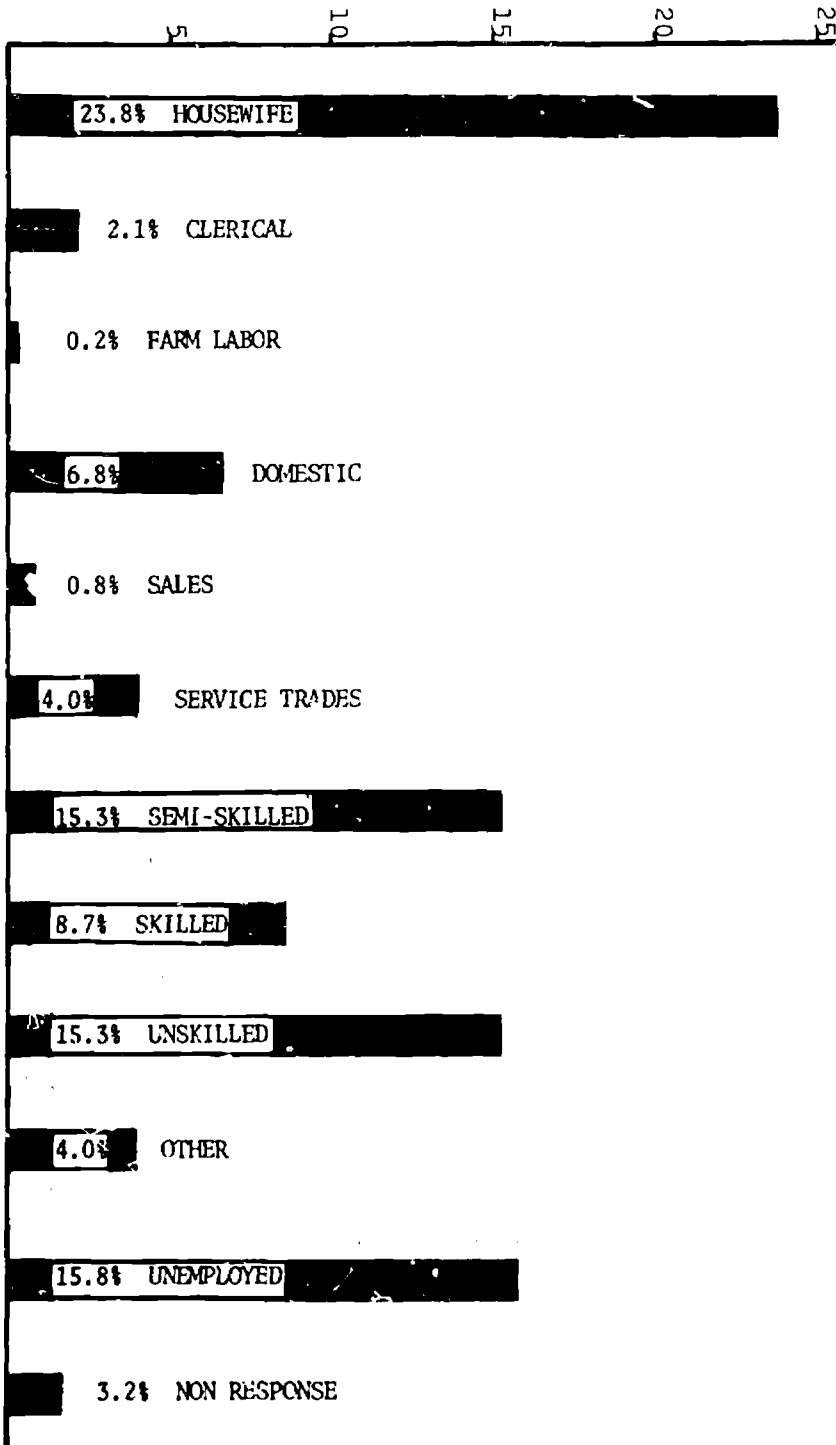 5 10 15 20 25
23.8% HOUSEWIFE
2.1% CLERICAL
0.2% FARM LABOR
6.8% DOMESTIC
0.8% SALES
4.0% SERVICE TRADES
15.3% SEMI-SKILLED
8.7% SKILLED
15.3% UNSKILLED
4.0% OTHER
15.8% UNEMPLOYED
3.2% NON RESPONSE